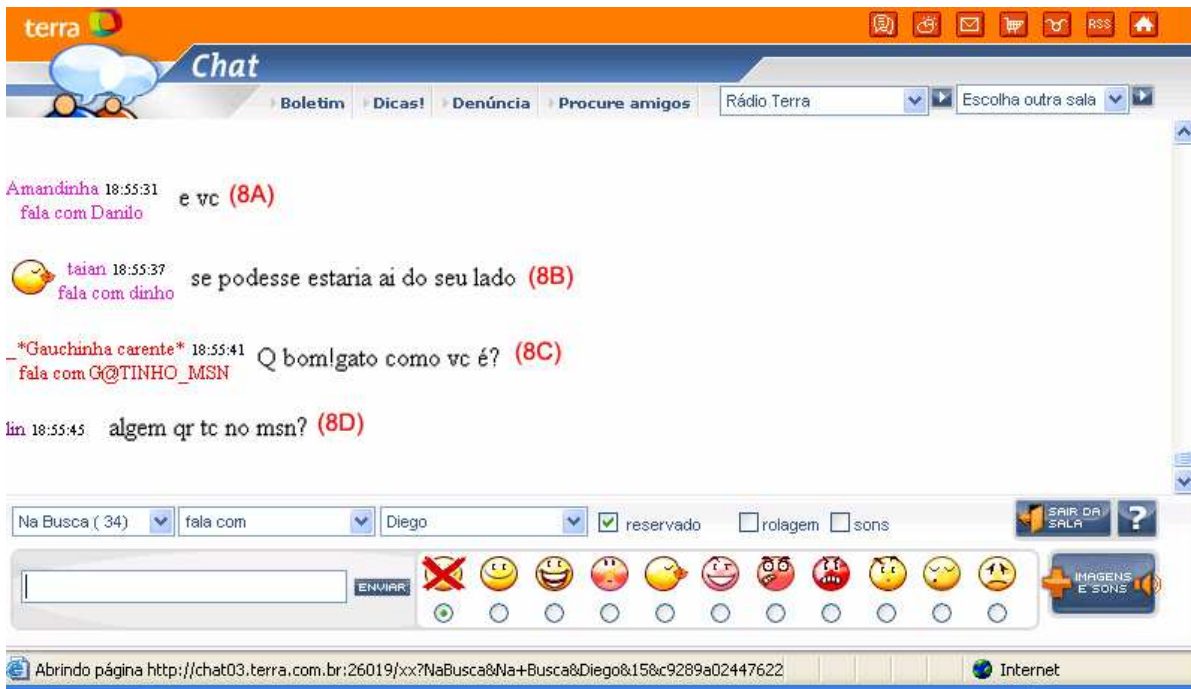 terra
RSS
Chat
Boletim Dicas! Denúncia Procure amigos Rádio Terra Escolha outra sala
Amandinha 18:55:31 e vc (8A)
fala com Danilo
taian 18:55:37 se podesse estaria ai do seu lado (8B)
fala com dinho
_*Gauchinha carente* 18:55:41 Q bom!gato como vc é? (8C)
fala com G@TINHO_MSN
lin 18:55:45 algem qr tc no msn? (8D)
Na Busca ( 34) fala com Diego reservado rolagem sons SAIR DA SALA ?
ENVIAR IMAGENS E SONS
Abrindo página http://chat03.terra.com.br:26019/xx?NaBusca&Na+Busca&Diego&15&c9289a02447622 Internet